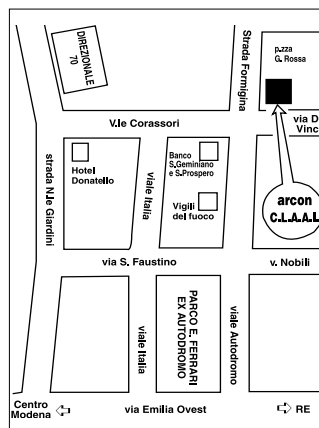 DIREZIONALE
70
Strada Formigina
p.zza
G. Rossa
V.le Corassori
via D
Vinc
strada N.le Giardini
Hotel
Donatello
viale Italia
Banco
S.Geminiano
e S.Prospero
Vigili
del fuoco
arcon
C.L.A.A.I.
via S. Faustino
v. Nobili
viale Italia
PARCO E. FERRARI
EX AUTODROMO
viale Autodromo
Centro
Modena
via Emilia Ovest
RE